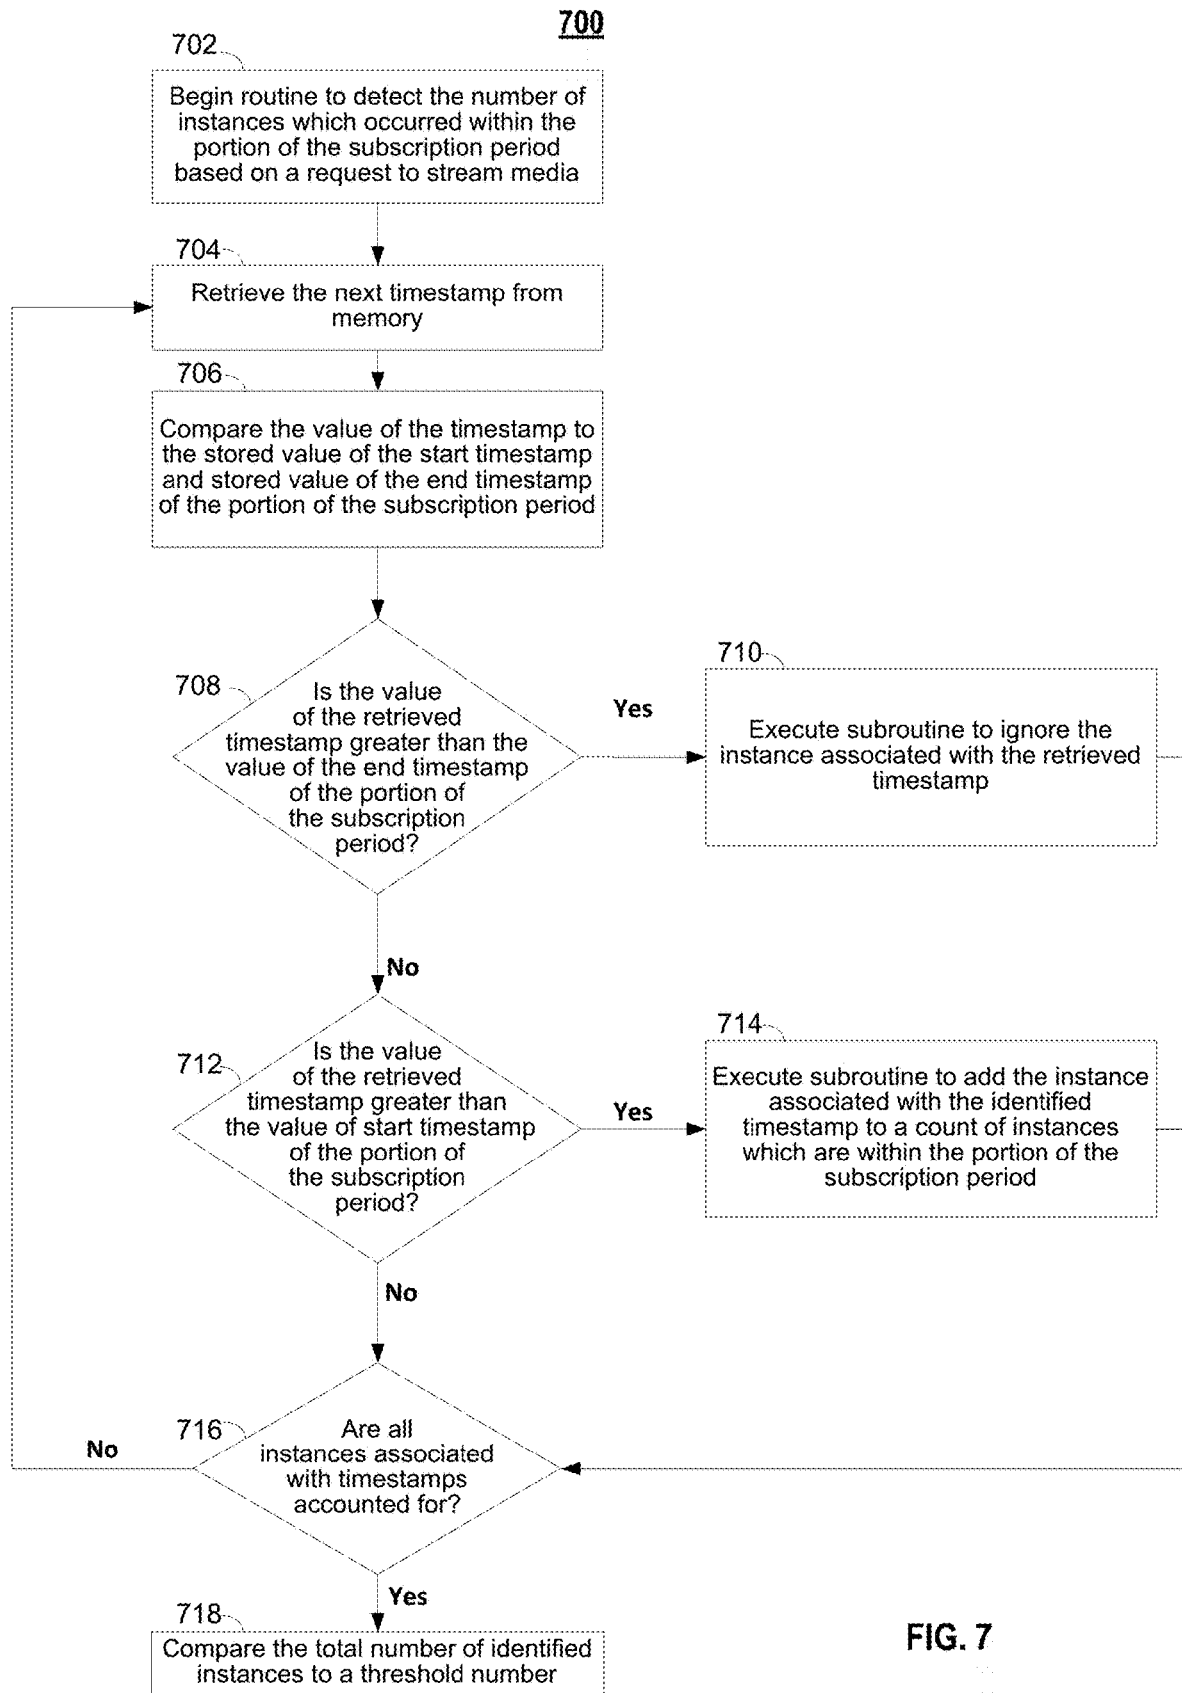 700
702
Begin routine to detect the number of
instances which occurred within the
portion of the subscription period
based on a request to stream media
704
Retrieve the next timestamp from
memory
706
Compare the value of the timestamp to
the stored value of the start timestamp
and stored value of the end timestamp
of the portion of the subscription period
708
Is the value
of the retrieved
timestamp greater than the
value of the end timestamp
of the portion of
the subscription
period?
Yes
710
Execute subroutine to ignore the
instance associated with the retrieved
timestamp
No
712
Is the value
of the retrieved
timestamp greater than
the value of start timestamp
of the portion of
the subscription
period?
Yes
714
Execute subroutine to add the instance
associated with the identified
timestamp to a count of instances
which are within the portion of the
subscription period
No
716
Are all
instances associated
with timestamps
accounted for?
No
Yes
718
Compare the total number of identified
instances to a threshold number
FIG. 7